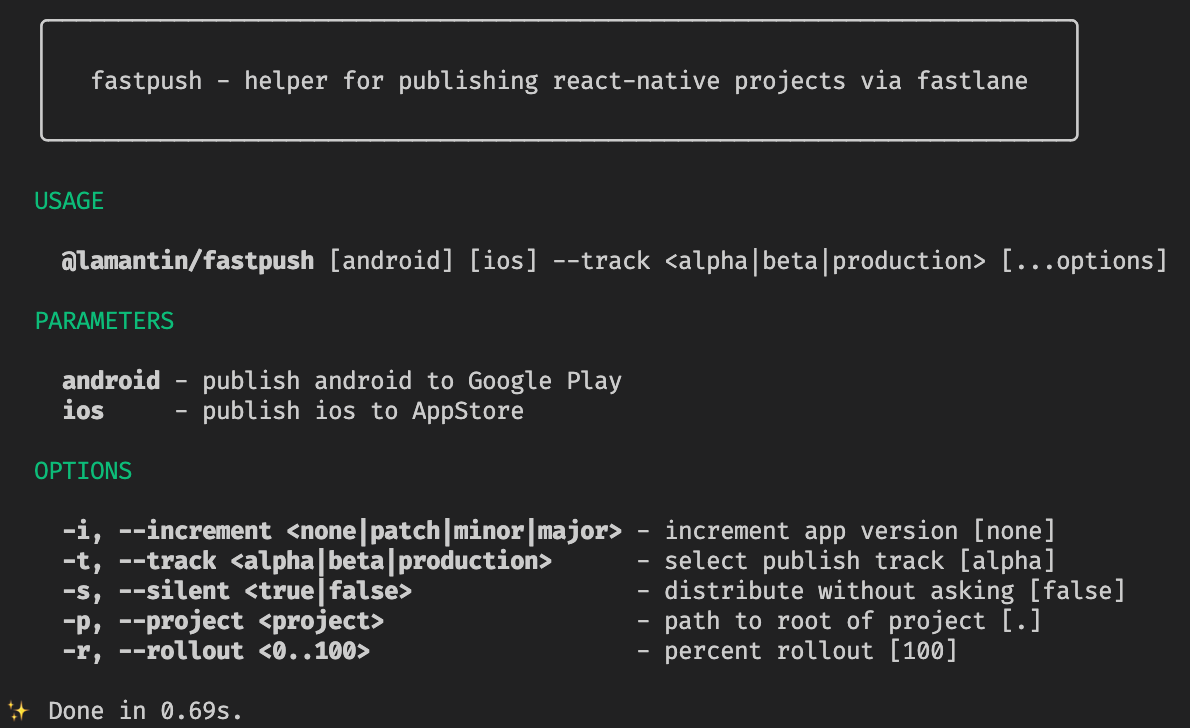 fastpush - helper for publishing react-native projects via fastlane
USAGE
@lamantin/fastpush [android] [ios] --track <alpha|beta|production> [...options]
PARAMETERS
android - publish android to Google Play
ios - publish ios to AppStore
OPTIONS
-i, --increment <none|patch|minor|major> - increment app version [none]
-t, --track <alpha|beta|production> - select publish track [alpha]
-s, --silent <true|false> - distribute without asking [false]
-p, --project <project> - path to root of project [.]
-r, --rollout <0..100> - percent rollout [100]
✨ Done in 0.69s.